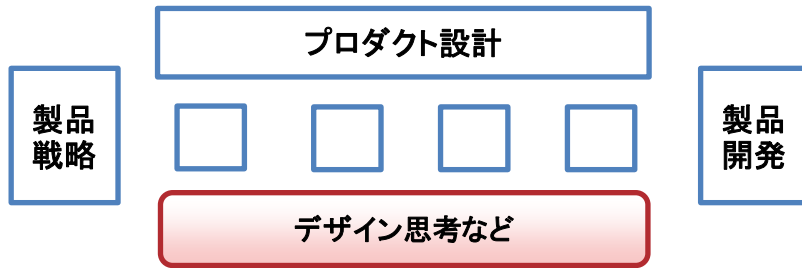 プロダクト設計
製品
戦略
製品
開発
デザイン思考など